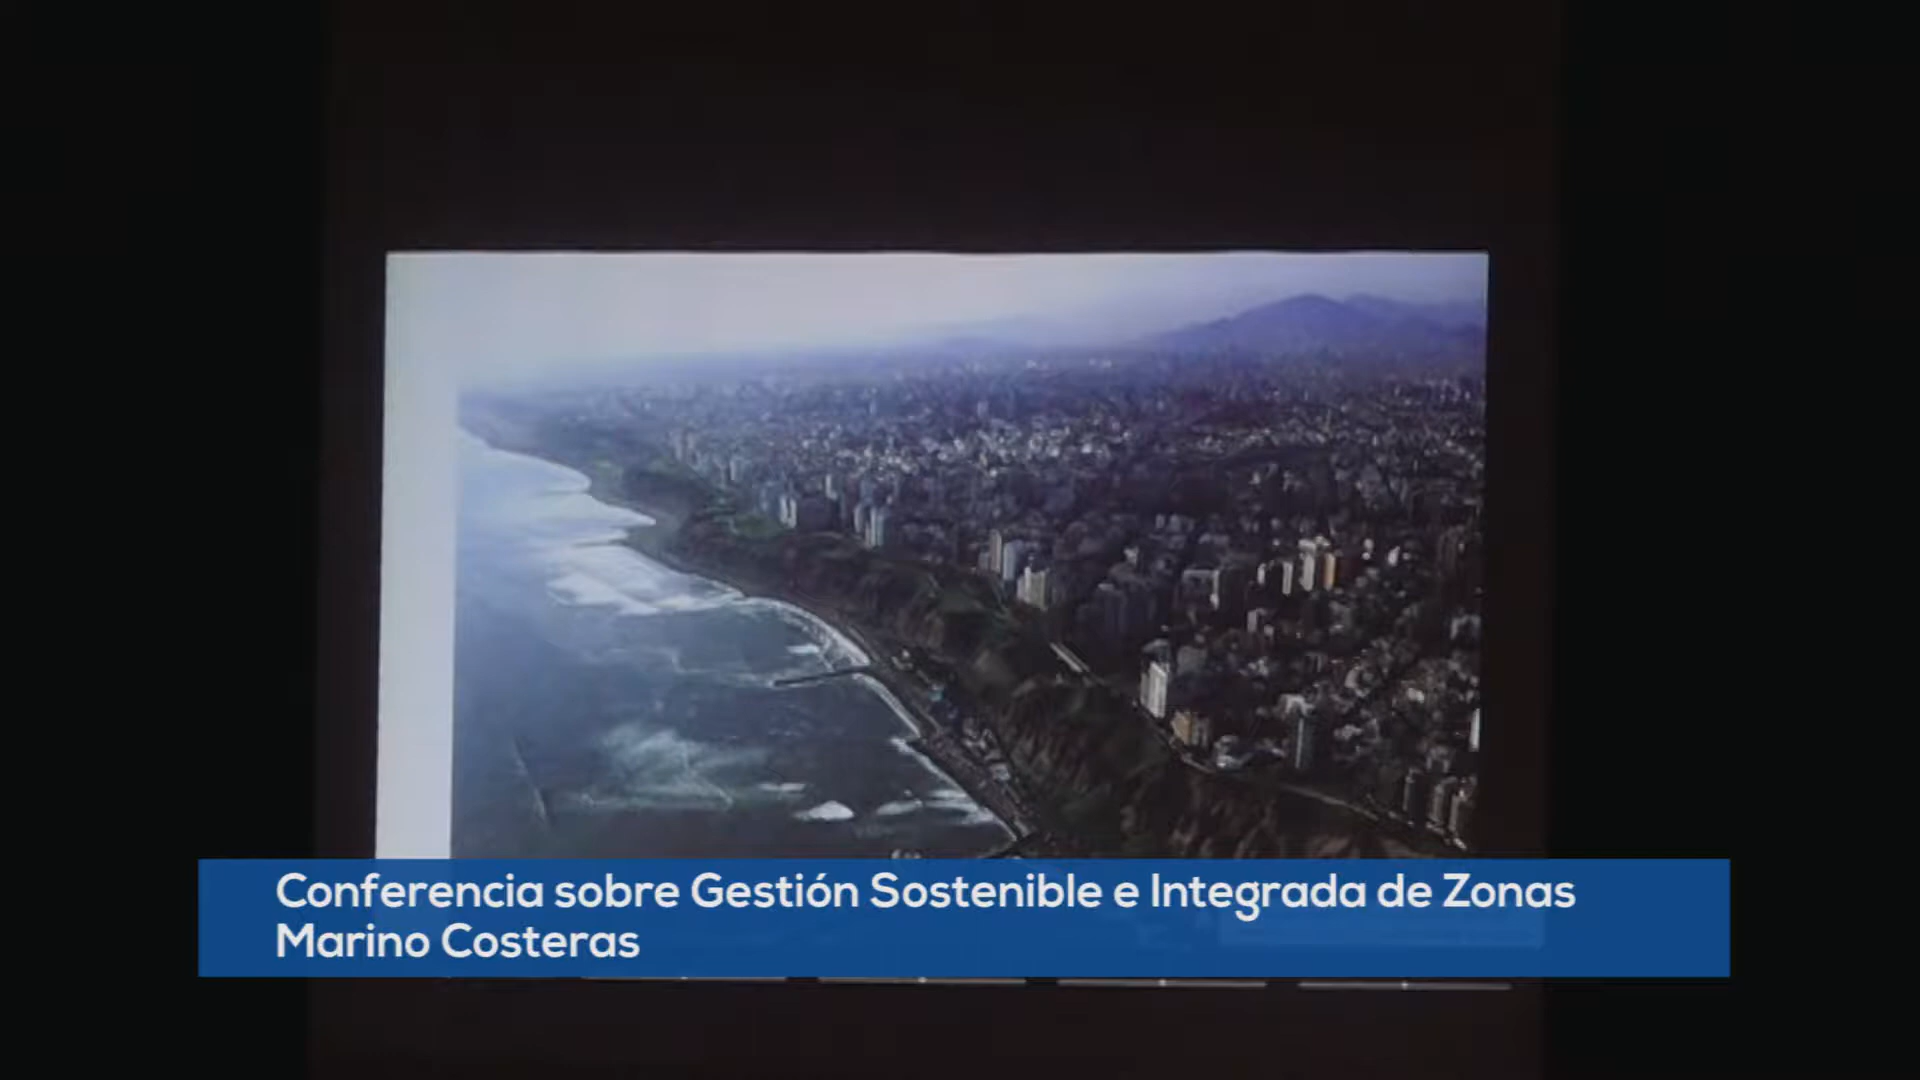 Conferencia sobre Gestión Sostenible e Integrada de Zonas
Marino Costeras